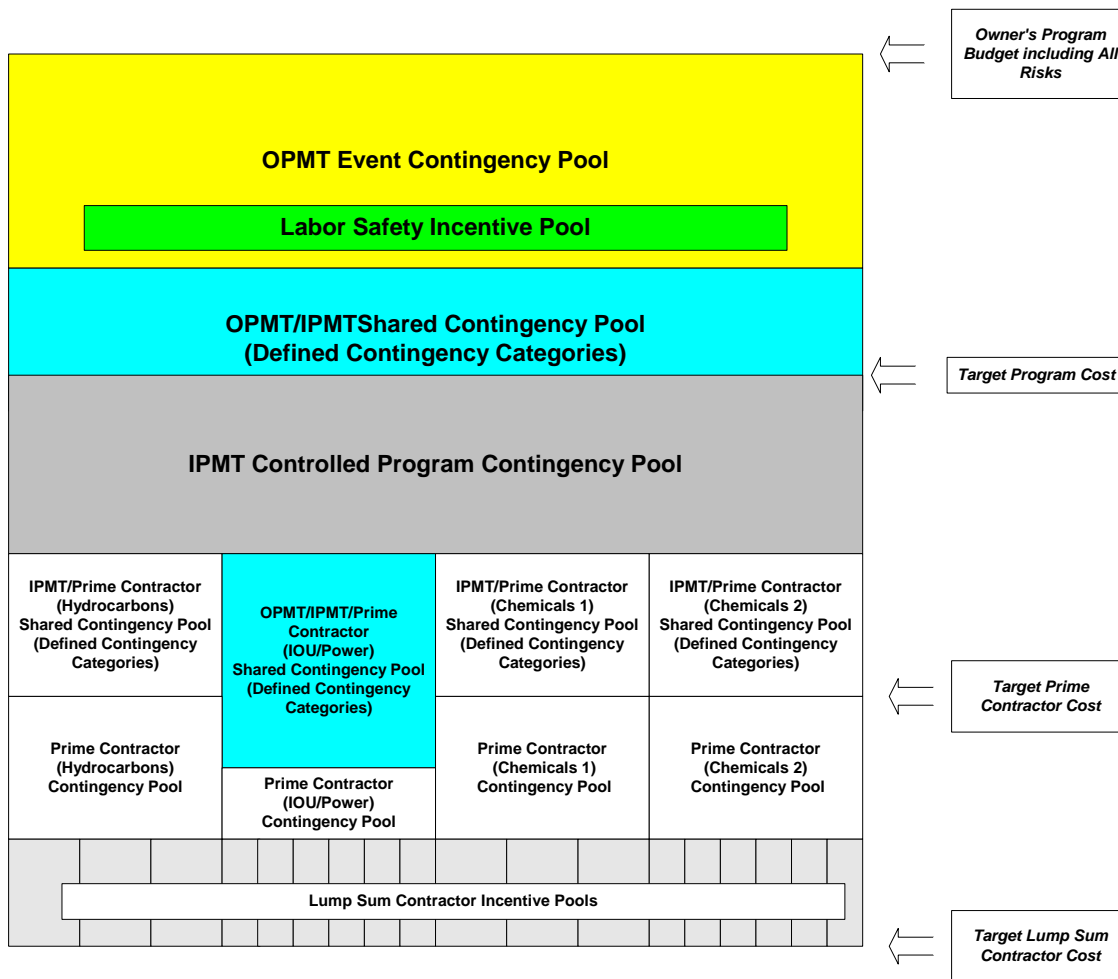 Owner's Program
Budget including All
Risks
OPMT Event Contingency Pool
Labor Safety Incentive Pool
OPMT/IPMTShared Contingency Pool
(Defined Contingency Categories)
Target Program Cost
IPMT Controlled Program Contingency Pool
IPMT/Prime Contractor
(Hydrocarbons)
Shared Contingency Pool
(Defined Contingency
Categories)
OPMT/IPMT/Prime
Contractor
(IOU/Power)
Shared Contingency Pool
(Defined Contingency
Categories)
IPMT/Prime Contractor
(Chemicals 1)
Shared Contingency Pool
(Defined Contingency
Categories)
IPMT/Prime Contractor
(Chemicals 2)
Shared Contingency Pool
(Defined Contingency
Categories)
Target Prime
Contractor Cost
Prime Contractor
(Hydrocarbons)
Contingency Pool
Prime Contractor
(IOU/Power)
Contingency Pool
Prime Contractor
(Chemicals 1)
Contingency Pool
Prime Contractor
(Chemicals 2)
Contingency Pool
Lump Sum Contractor Incentive Pools
Target Lump Sum
Contractor Cost